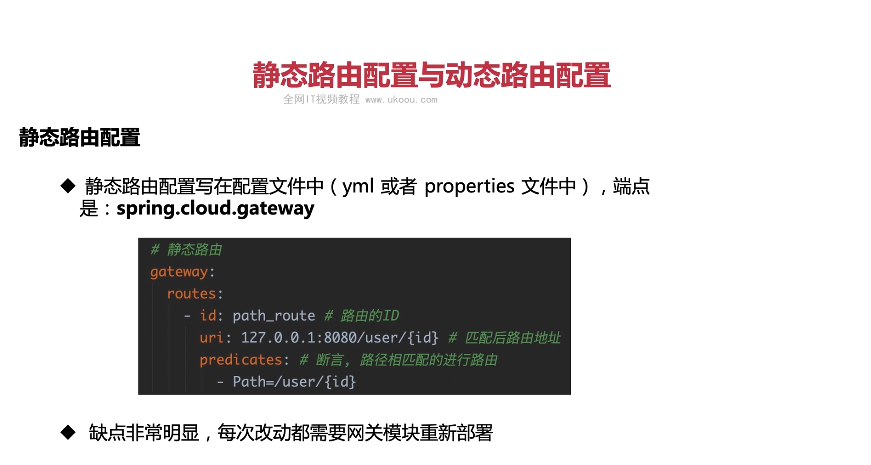 静态路由配置与动态路由配置
全网IT视频教程 www.ukoou.com
静态路由配置
◆ 静态路由配置写在配置文件中（yml 或者 properties 文件中），端点
是：spring.cloud.gateway
# 静态路由
gateway:
routes:
- id: path_route # 路由的ID
uri: 127.0.0.1:8080/user/{id} # 匹配后路由地址
predicates: # 断言, 路径相匹配的进行路由
- Path=/user/{id}
◆ 缺点非常明显，每次改动都需要网关模块重新部署